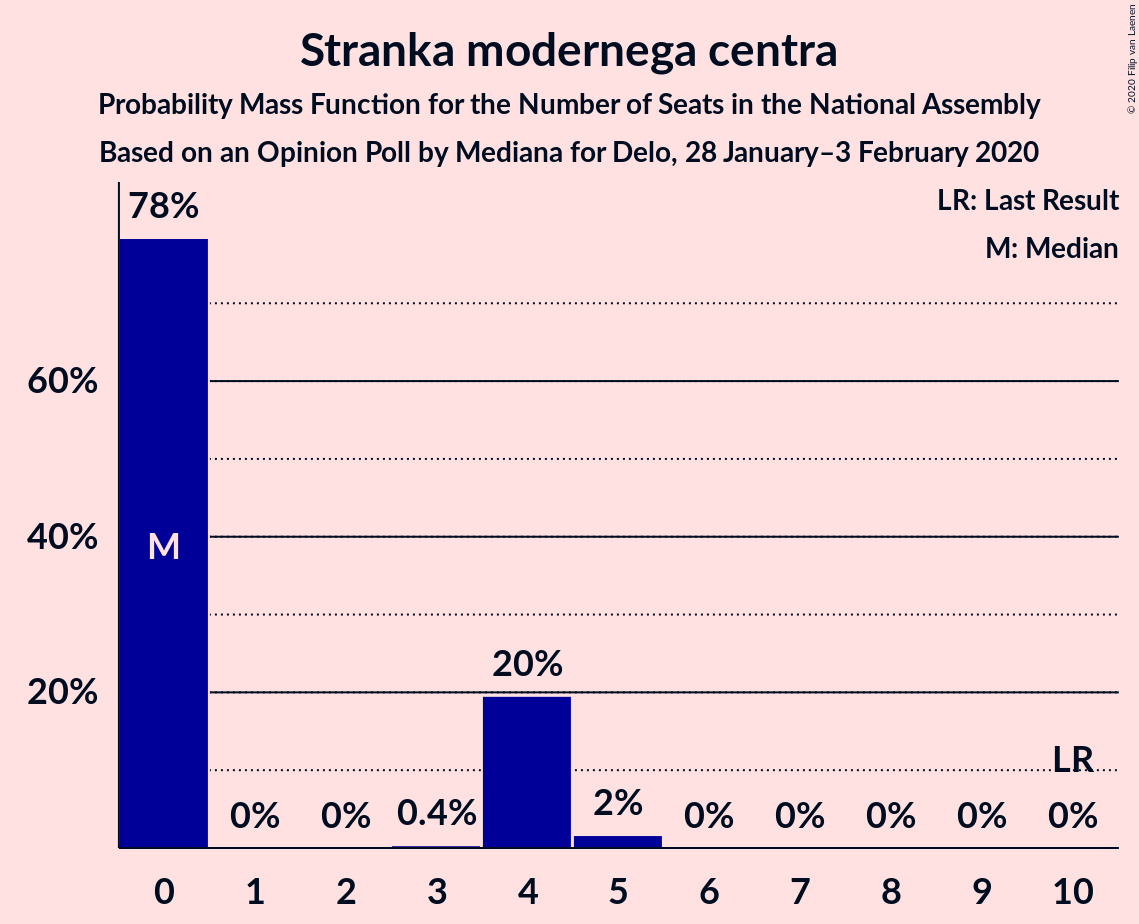 Stranka modernega centra
Probability Mass Function for the Number of Seats in the National Assembly
Based on an Opinion Poll by Mediana for Delo, 28 January–3 February 2020
© 2020 Filip van Laenen
LR: Last Result
M: Median
78%
60%
40%
20%
M
0%
0%
0.4%
20%
2%
0%
0%
0%
0%
LR
0%
0 1 2 3 4 5 6 7 8 9 10